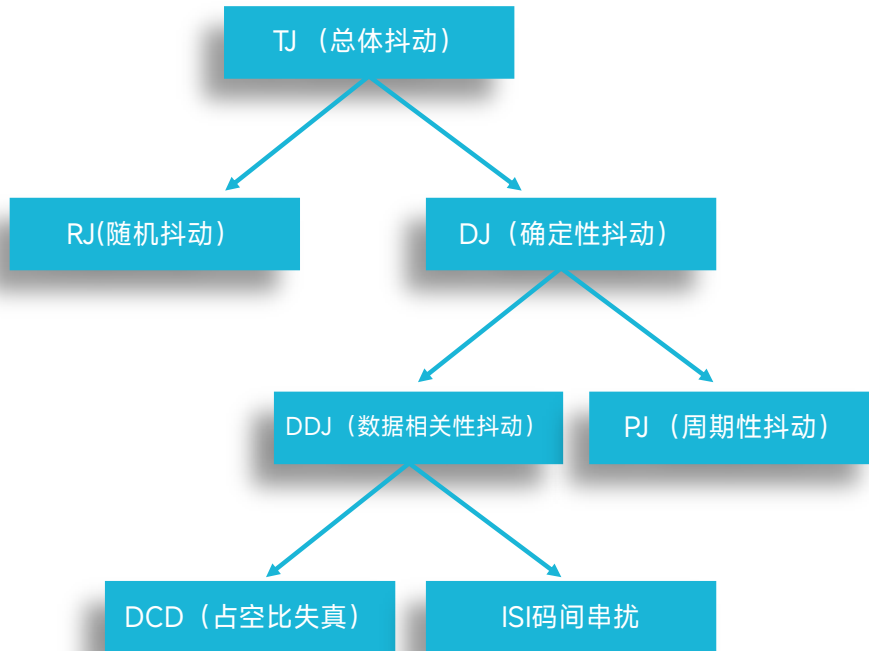 TJ （总体抖动）
RJ(随机抖动）
DJ（确定性抖动）
DDJ（数据相关性抖动）
PJ （周期性抖动）
DCD（占空比失真）
ISI码间串扰